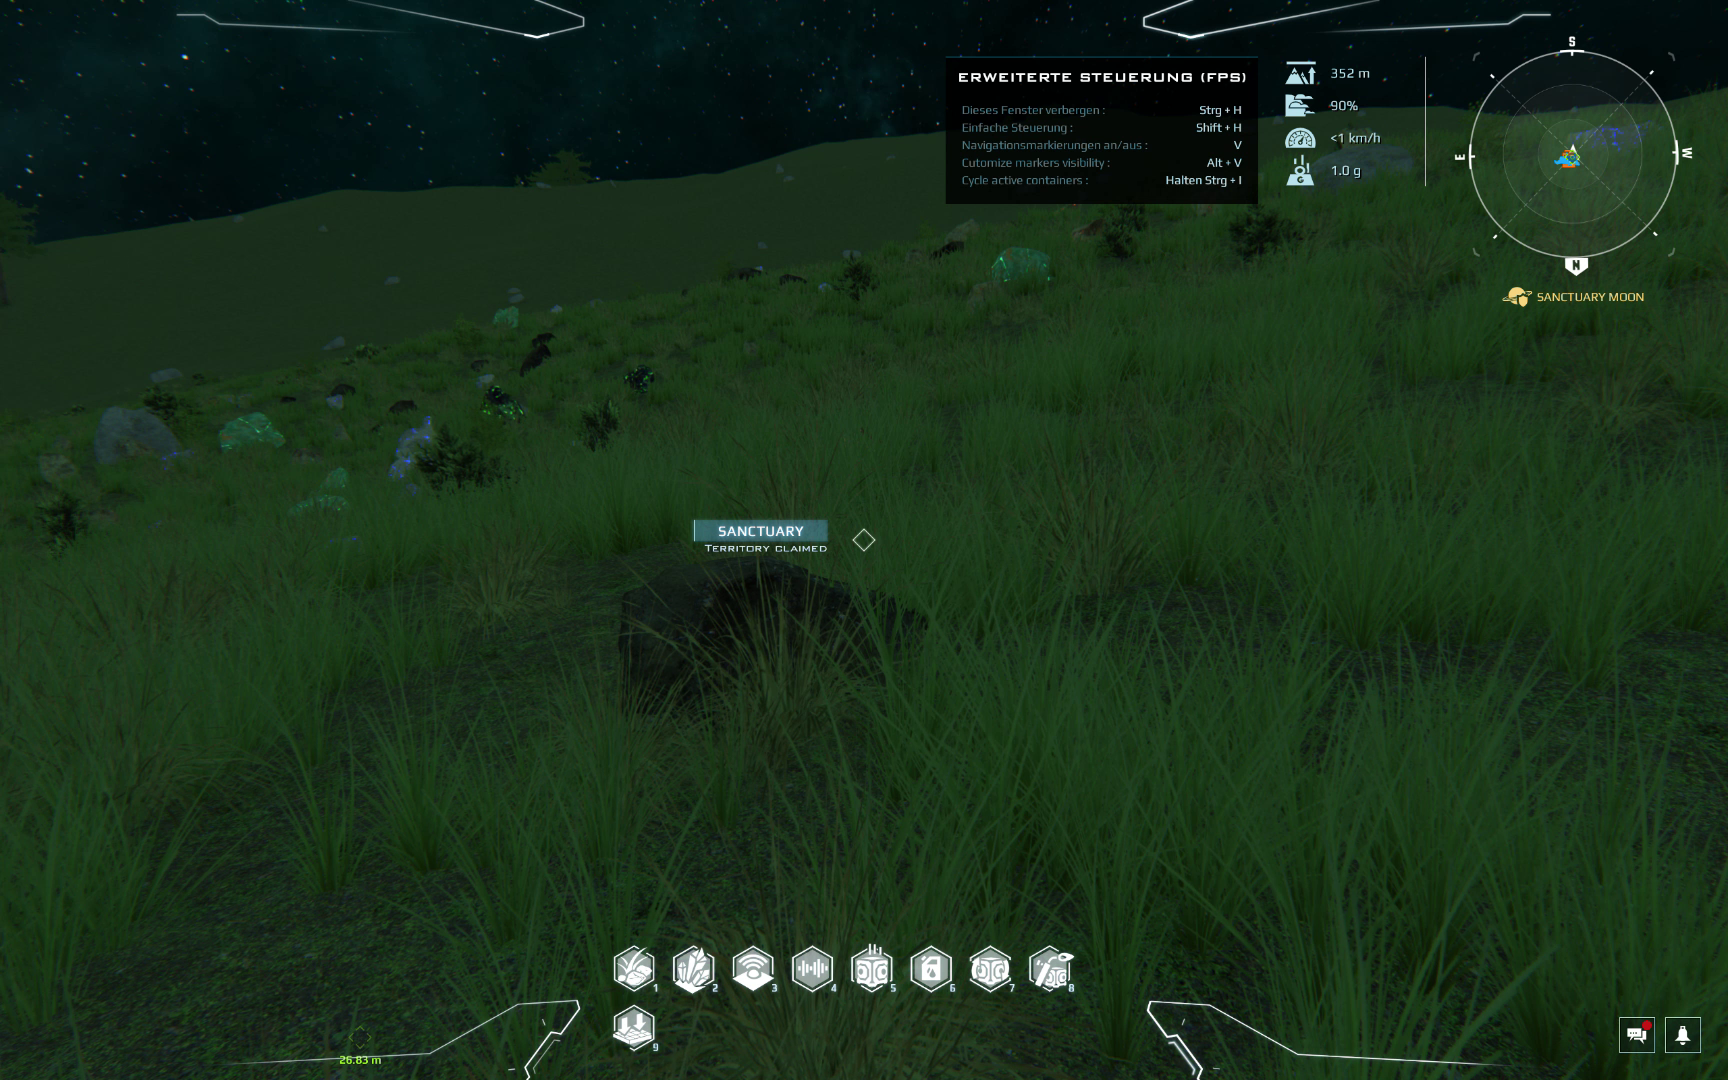 ERWEITERTE STEUERUNG (FPS)
Dieses Fenster verbergen : Strg + H
Einfache Steuerung : Shift + H
Navigationsmarkierungen an/aus : V
Cutomize markers visibility : Alt + V
Cycle active containers : Halten Strg + I
352 m
90%
<1 km/h
G
1.0 g
S
E
W
N
SANCTUARY MOON
SANCTUARY
TERRITORY CLAIMED
1
2
3
4
5
6
7
8
9
26.83 m